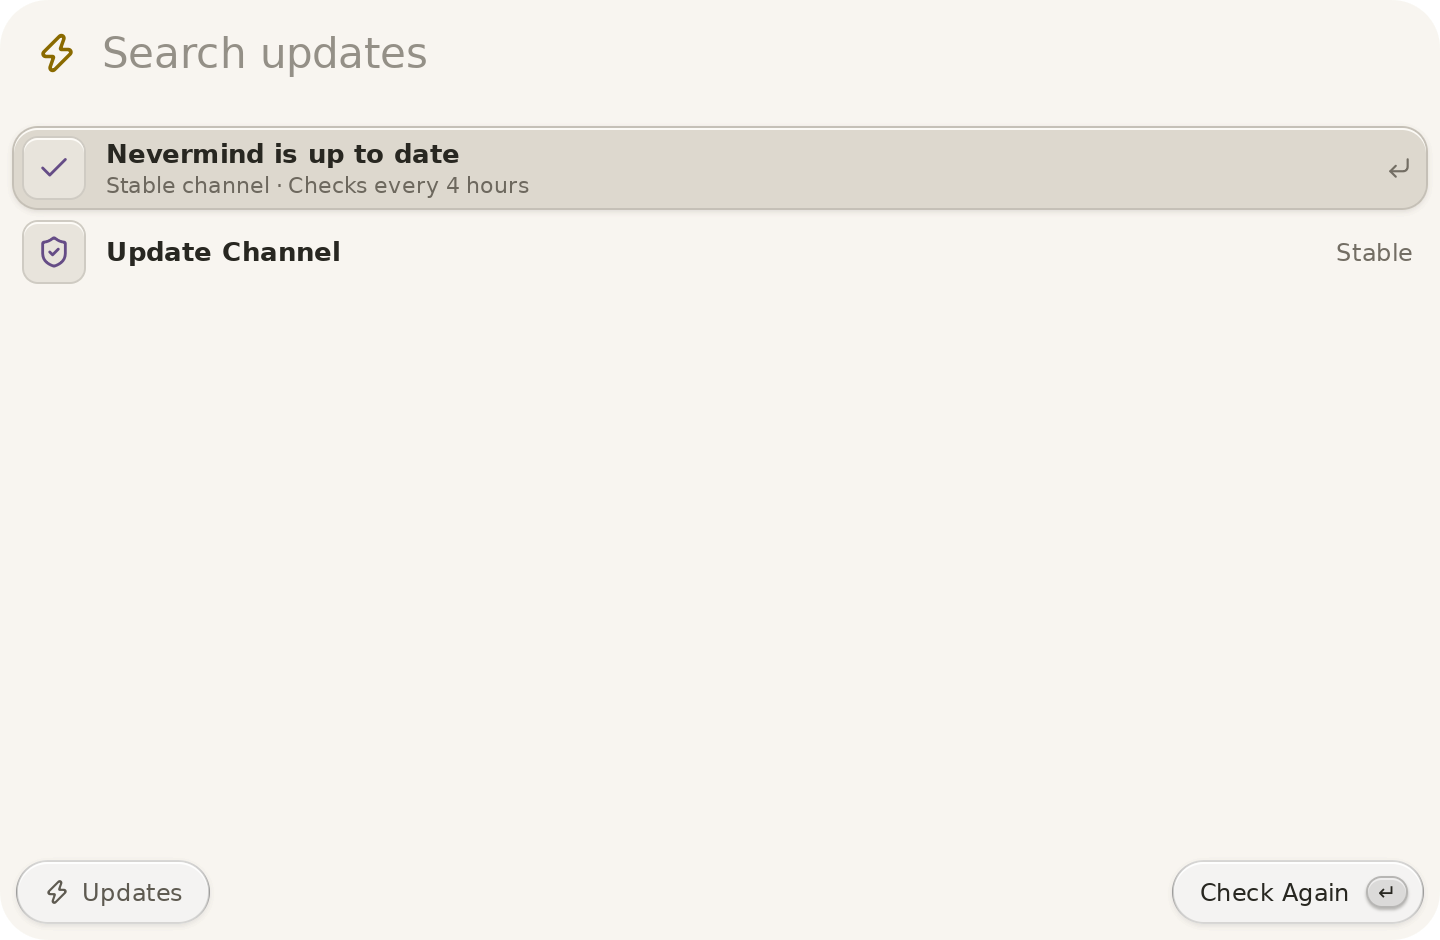 Search updates
Nevermind is up to date
Stable channel · Checks every 4 hours
Update Channel
Stable
Updates
Check Again